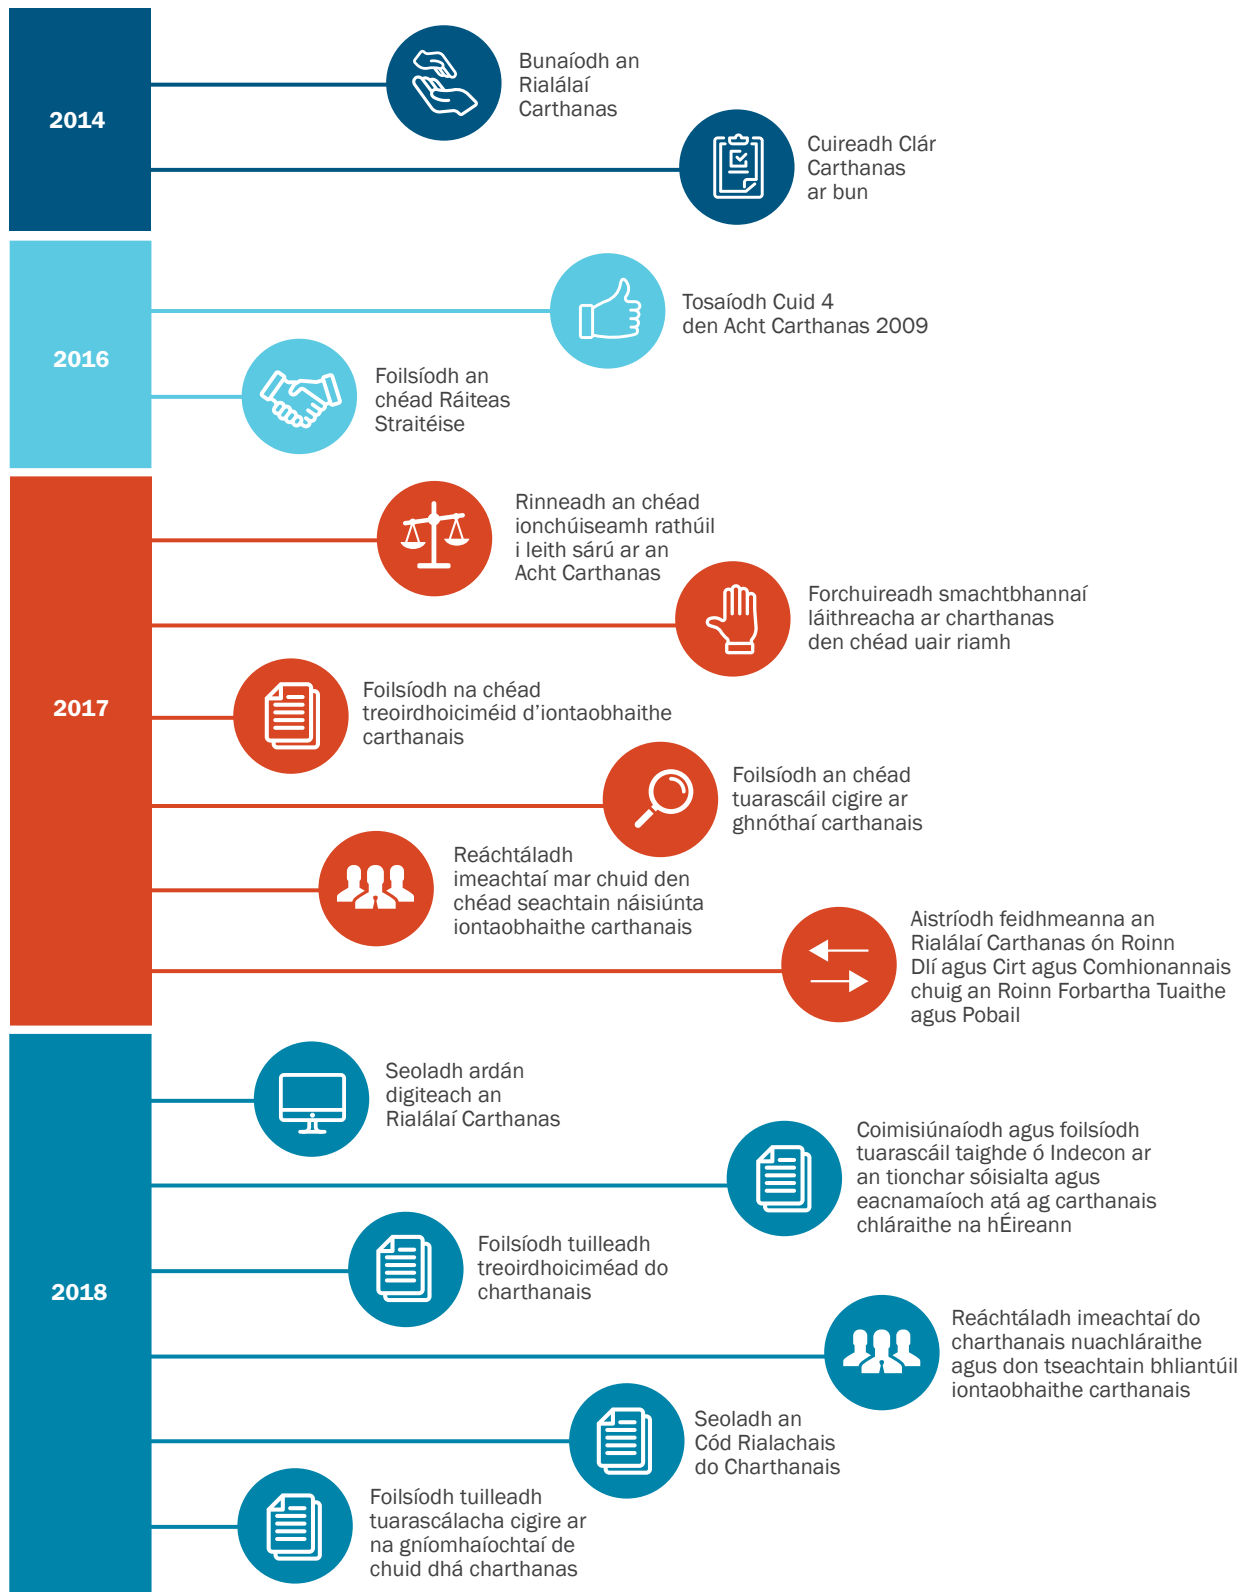 2014
Bunaíodh an
Rialálaí
Carthanas
Cuireadh Clár
Carthanas
ar bun
2016
Tosaíodh Cuid 4
den Acht Carthanas 2009
Foilsíodh an
chéad Ráiteas
Straitéise
2017
Rinneadh an chéad
ionchúiseamh rathúil
i leith sárú ar an
Acht Carthanas
Forchuireadh smachtbhannaí
láithreacha ar charthanas
den chéad uair riamh
Foilsíodh na chéad
treoirdhoiciméid d'iontaobhaithe
carthanais
Foilsíodh an chéad
tuarascáil cigire ar
ghnóthaí carthanais
Reáchtáladh
imeachtaí mar chuid den
chéad seachtain náisiúnta
iontaobhaithe carthanais
Aistríodh feidhmeanna an
Rialálaí Carthanas ón Roinn
Dlí agus Cirt agus Comhionannais
chuig an Roinn Forbartha Tuaithe
agus Pobail
2018
Seoladh ardán
digiteach an
Rialálaí Carthanas
Coimisiúnaíodh agus foilsíodh
tuarascáil taighde ó Indecon ar
an tionchar sóisialta agus
eacnamaíoch atá ag carthanais
chláraithe na hÉireann
Foilsíodh tuilleadh
treoirdhoiciméad do
charthanais
Reáchtáladh imeachtaí do
charthanais nuachláraithe
agus don tseachtain bhliantúil
iontaobhaithe carthanais
Seoladh an
Cód Rialachais
do Charthanais
Foilsíodh tuilleadh
tuarascálacha cigire ar
na gníomhaíochtaí de
chuid dhá charthanas